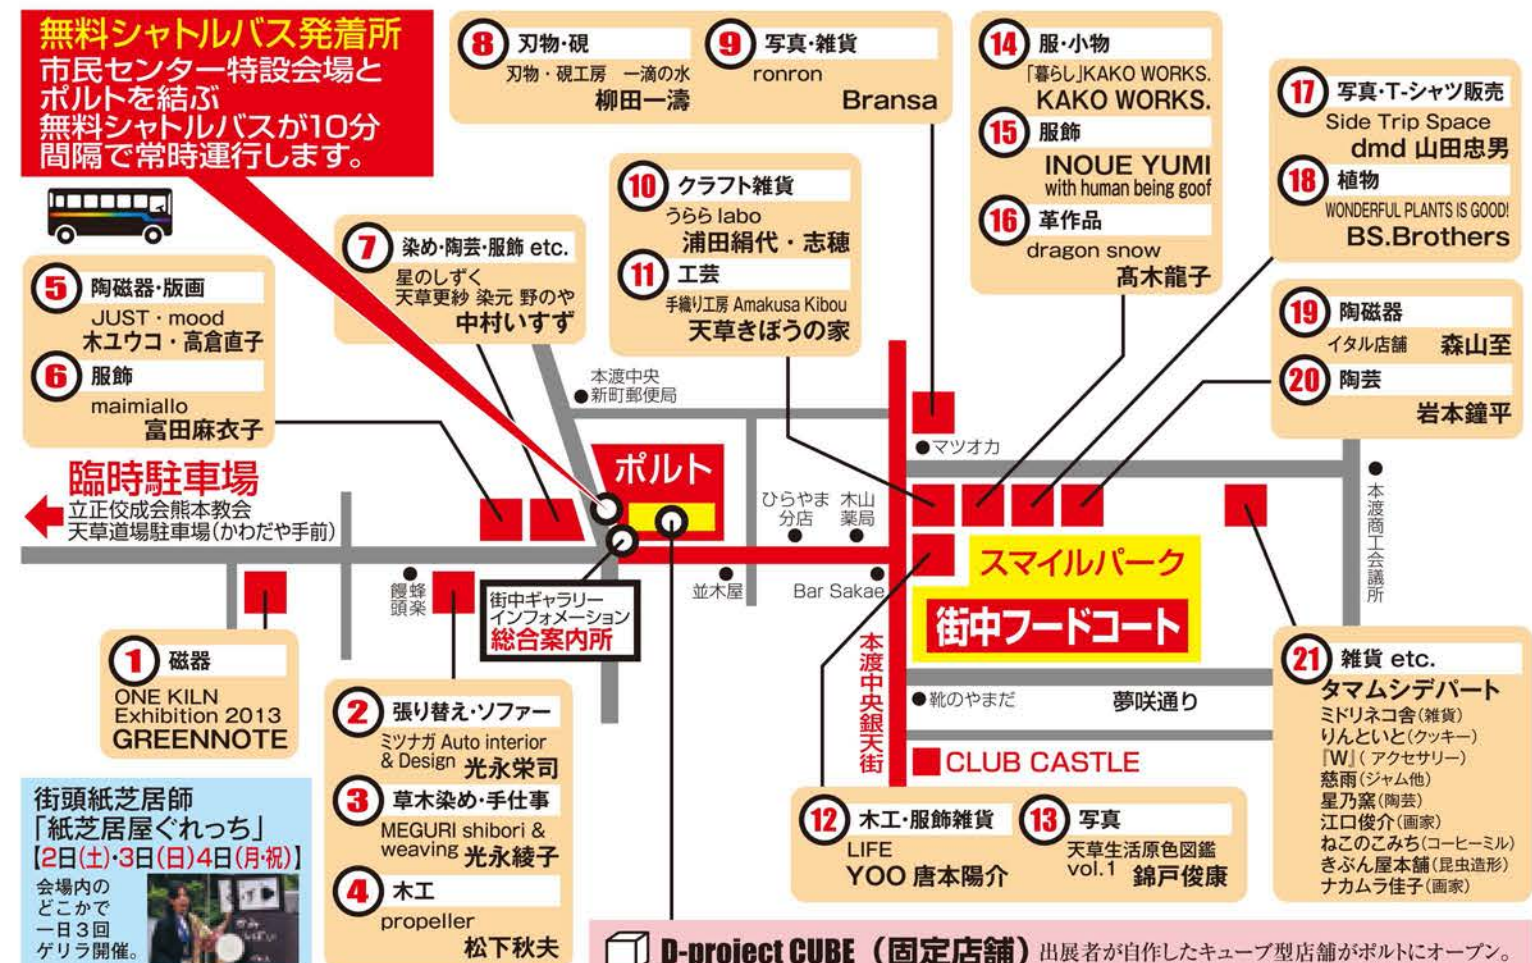 無料シャトルバス発着所
市民センター特設会場と
ポルトを結ぶ
無料シャトルバスが10分
間隔で常時運行します。
8 刃物・硯
刃物・硯工房 一滴の水
柳田一濤
9 写真・雑貨
ronron
Bransa
14 服・小物
「暮らし」KAKO WORKS.
KAKO WORKS.
15 服飾
INOUE YUMI
with human being goof
16 革作品
dragon snow
髙木龍子
17 写真・T-シャツ販売
Side Trip Space
dmd 山田忠男
18 植物
WONDERFUL PLANTS IS GOOD!
BS.Brothers
10 クラフト雑貨
うらら labo
浦田絹代・志穂
11 工芸
手織り工房 Amakusa Kibou
天草きぼうの家
7 染め・陶芸・服飾 etc.
星のしずく
天草更紗 染元 野のや
中村いすず
5 陶磁器・版画
JUST・mood
木ユウコ・高倉直子
6 服飾
maimiallo
富田麻衣子
19 陶磁器
イタル店舗 森山至
20 陶芸
岩本鐘平
本渡中央
新町郵便局
マツオカ
ポルト
臨時駐車場
立正佼成会熊本教会
天草道場駐車場(かわだや手前)
ひらやま
分店
木山
薬局
本渡商工会議所
スマイルパーク
街中フードコート
蜂楽
饅頭
並木屋
Bar Sakae
街中ギャラリー
インフォメーション
総合案内所
本渡中央銀天街
靴のやまだ
夢咲通り
CLUB CASTLE
1 磁器
ONE KILN
Exhibition 2013
GREENNOTE
2 張り替え・ソファー
ミツナガ Auto interior
& Design 光永栄司
3 草木染め・手仕事
MEGURI shibori &
weaving 光永綾子
4 木工
propeller
松下秋夫
12 木工・服飾雑貨
LIFE
YOO 唐本陽介
13 写真
天草生活原色図鑑
vol.1 錦戸俊康
21 雑貨 etc.
タマムシデパート
ミドリネコ舎(雑貨)
りんといと(クッキー)
『W』(アクセサリー)
慈雨(ジャム他)
星乃窯(陶芸)
江口俊介(画家)
ねこのこみち(コーヒーミル)
きぶん屋本舗(昆虫造形)
ナカムラ佳子(画家)
街頭紙芝居師
「紙芝居屋ぐれっち」
【2日(土)・3日(日)4日(月・祝)】
会場内の
どこかで
一日3回
ゲリラ開催。
D-project CUBE(固定店舗)出展者が自作したキューブ型店舗がポルトにオープン。